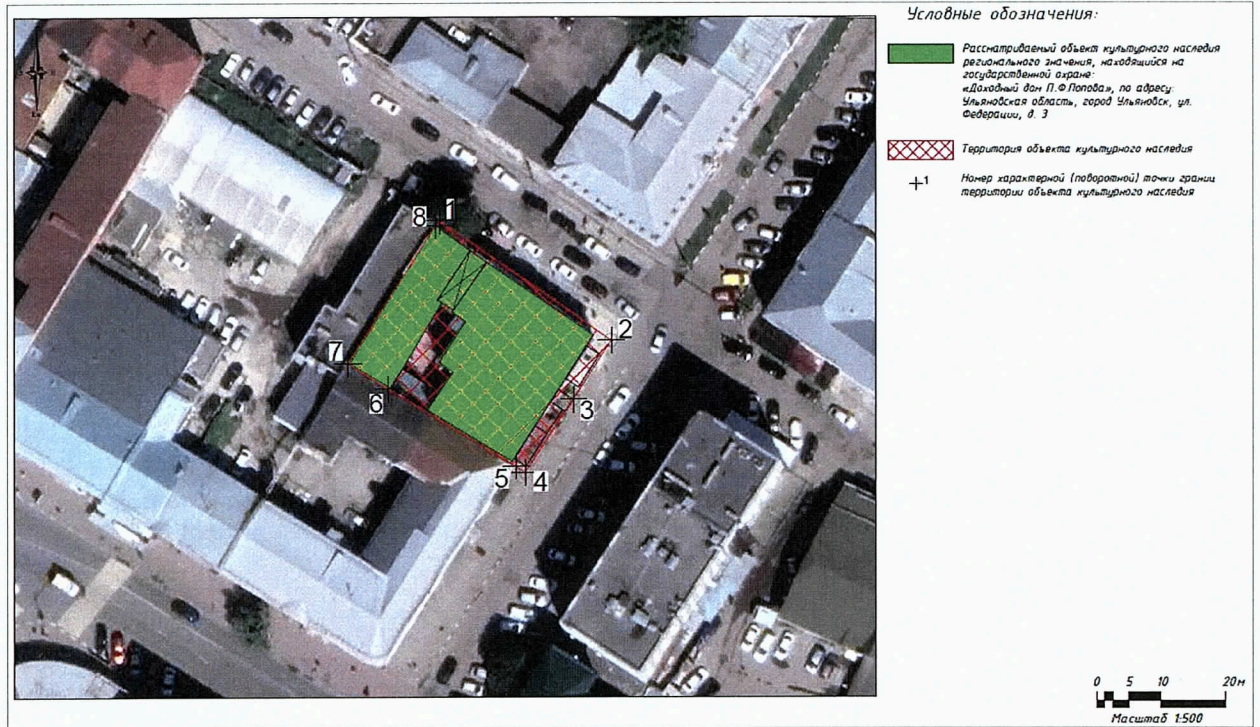 Условные обозначения:
Рассматриваемый объект культурного наследия
регионального значения, находящийся на
государственной охране:
«Доходный дом П.Ф.Попова», по адресу:
Ульяновская область, город Ульяновск, ул.
Федерации, д. 3
Территория объекта культурного наследия
1
Номер характерной (поворотной) точки границ
территории объекта культурного наследия
8 1
2
7
3
6
5 4
0 5 10 20м
Масштаб 1:500